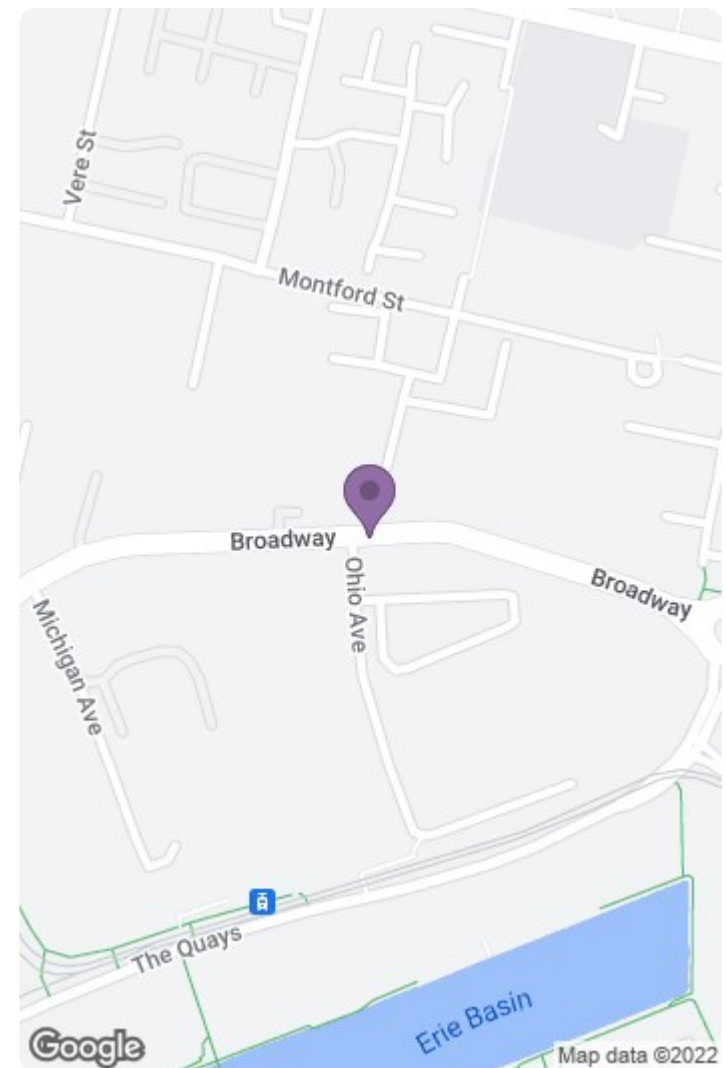 Vere St
Montford St
Broadway
Ohio Ave
Broadway
Michigan Ave
The Quays
Erie Basin
Google
Map data ©2022